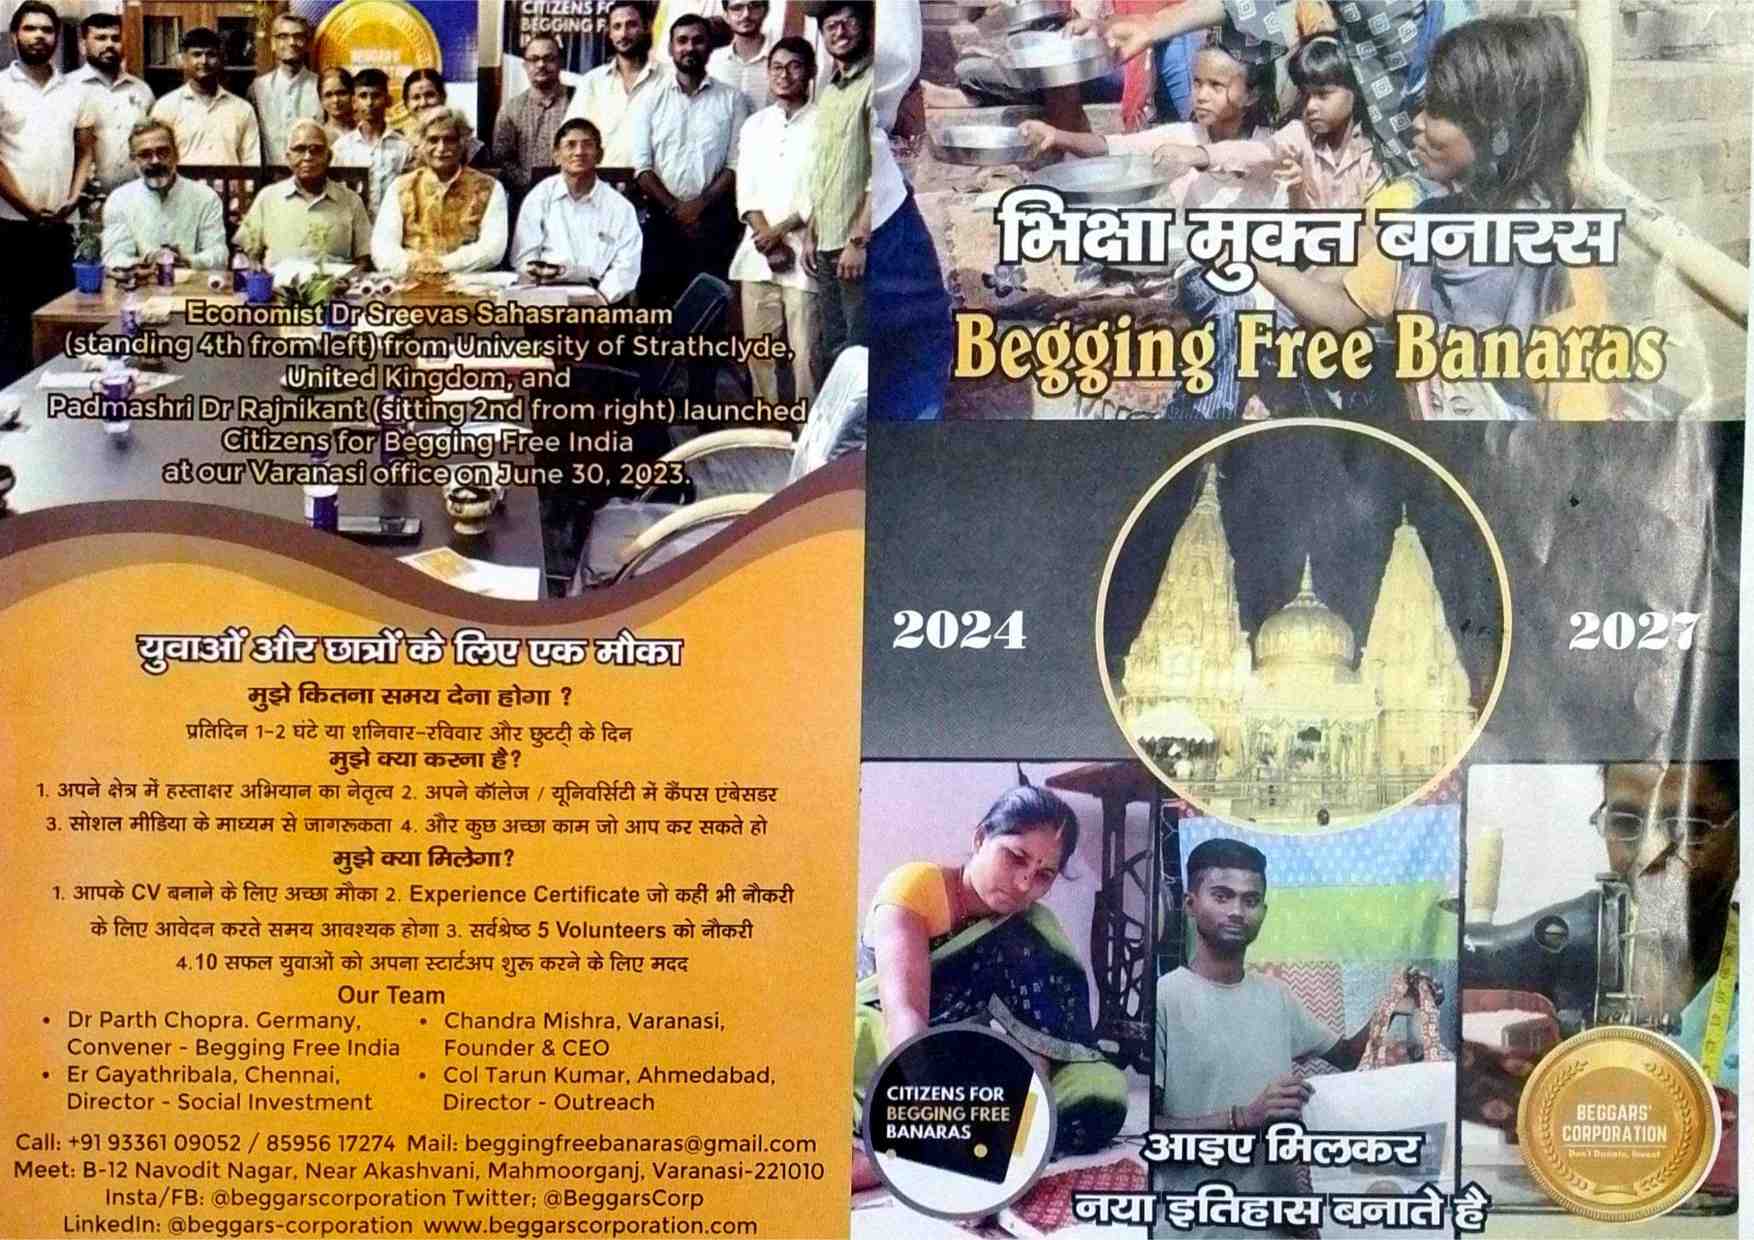 CITIZENS FO
BEGGING F
BEGGARS'
Economist Dr Sreevas Sahasranamam
(standing 4th from left) from University of Strathclyde,
United Kingdom, and
Padmashri Dr Rajnikant (sitting 2nd from right) launched
Citizens for Begging Free India
at our Varanasi office on June 30, 2023.
युवाओं और छात्रों के लिए एक मौका
मुझे कितना समय देना होगा ?
प्रतिदिन 1-2 घंटे या शनिवार-रविवार और छुटटी् के दिन
मुझे क्या करना है?
1. अपने क्षेत्र में हस्ताक्षर अभियान का नेतृत्व 2. अपने कॉलेज / यूनिवर्सिटी में कैंपस एंबेसडर
3. सोशल मीडिया के माध्यम से जागरूकता 4. और कुछ अच्छा काम जो आप कर सकते हो
मुझे क्या मिलेगा?
1. आपके CV बनाने के लिए अच्छा मौका 2. Experience Certificate जो कहीं भी नौकरी
के लिए आवेदन करते समय आवश्यक होगा 3. सर्वश्रेष्ठ 5 Volunteers को नौकरी
4.10 सफल युवाओं को अपना स्टार्टअप शुरू करने के लिए मदद
Our Team
• Dr Parth Chopra. Germany,
Convener - Begging Free India
• Er Gayathribala, Chennai,
Director - Social Investment
• Chandra Mishra, Varanasi,
Founder & CEO
• Col Tarun Kumar, Ahmedabad,
Director - Outreach
Call: +91 93361 09052 / 85956 17274 Mail: beggingfreebanaras@gmail.com
Meet: B-12 Navodit Nagar, Near Akashvani, Mahmoorganj, Varanasi-221010
Insta/FB: @beggarscorporation Twitter; @BeggarsCorp
LinkedIn: @beggars-corporation www.beggarscorporation.com
भिक्षा मुक्त बनारस
Begging Free Banaras
2024
2027
CITIZENS FOR
BEGGING FREE
BANARAS
आइए मिलकर
नया इतिहास बनाते है
BEGGARS'
CORPORATION
Don't Donate, Invest